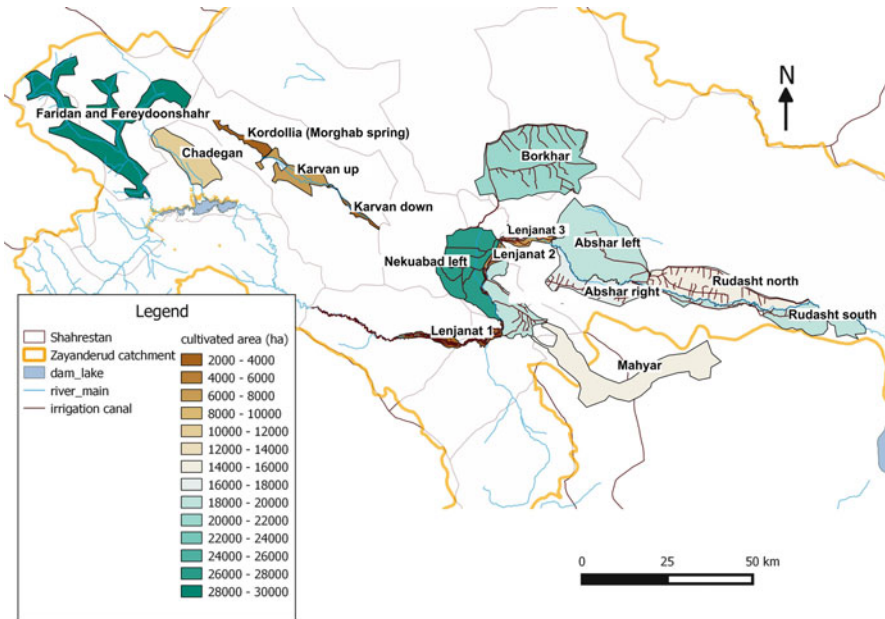 N
Faridan and Fereydoonshahr
Kordollia (Morghab spring)
Chadegan
Karvan up
Karvan down
Borkhar
Lenjanat 3
Abshar left
Lenjanat 2
Nekuabad left
Rudasht north
Abshar right
Rudasht south
Lenjanat 1
Mahyar
Legend
Shahrestan
Zayanderud catchment
dam_lake
river_main
irrigation canal
cultivated area (ha)
2000 - 4000
4000 - 6000
6000 - 8000
8000 - 10000
10000 - 12000
12000 - 14000
14000 - 16000
16000 - 18000
18000 - 20000
20000 - 22000
22000 - 24000
24000 - 26000
26000 - 28000
28000 - 30000
0 25 50 km